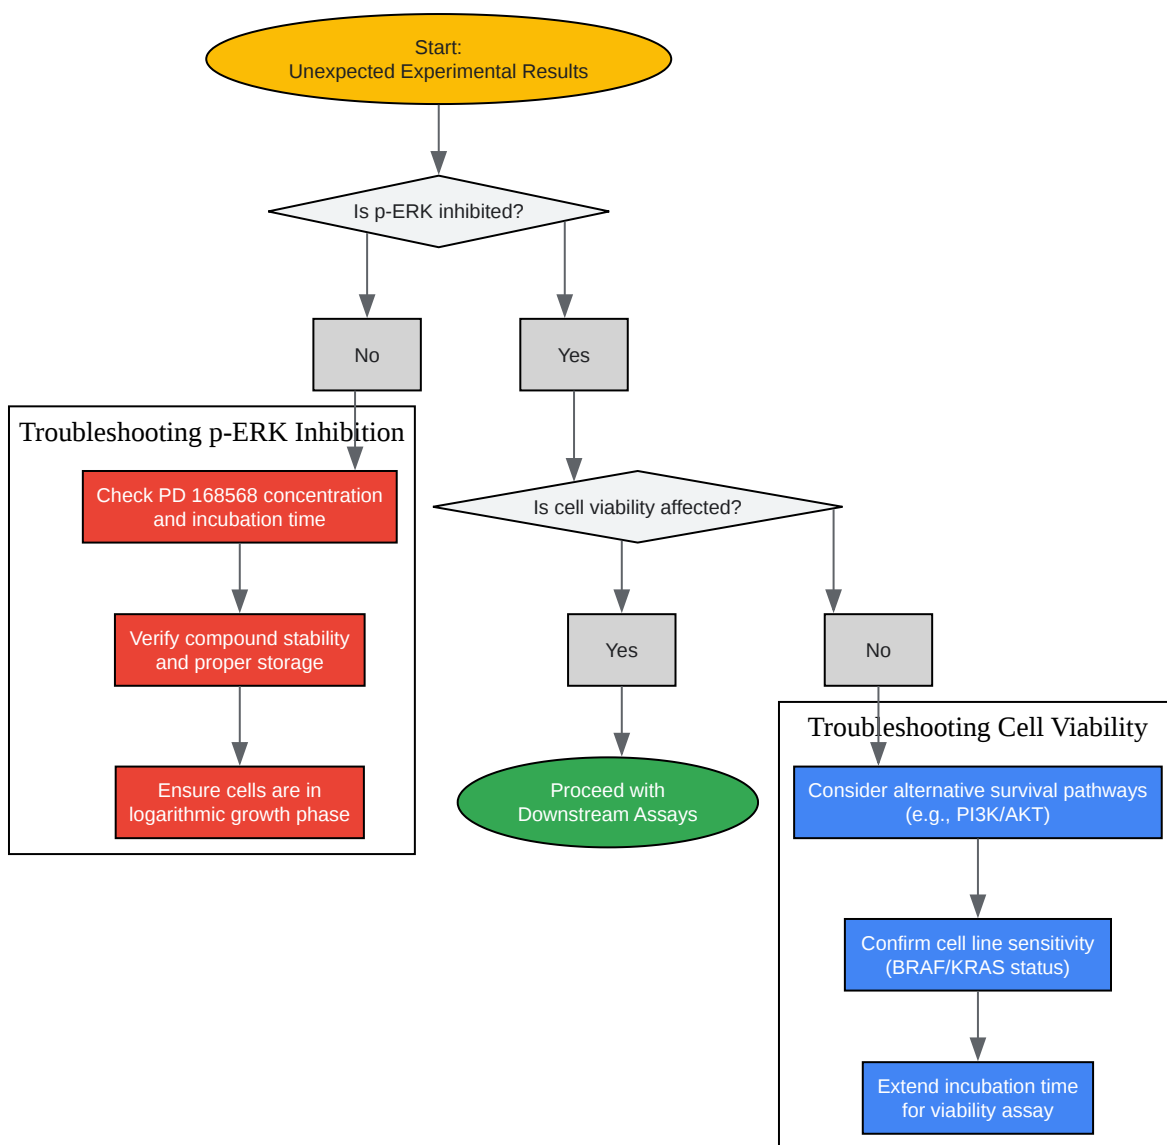 Start:
Unexpected Experimental Results
Is p-ERK inhibited?
No
Yes
Troubleshooting p-ERK Inhibition
Check PD 168568 concentration
and incubation time
Is cell viability affected?
Verify compound stability
and proper storage
Yes
No
Troubleshooting Cell Viability
Ensure cells are in
logarithmic growth phase
Proceed with
Downstream Assays
Consider alternative survival pathways
(e.g., PI3K/AKT)
Confirm cell line sensitivity
(BRAF/KRAS status)
Extend incubation time
for viability assay